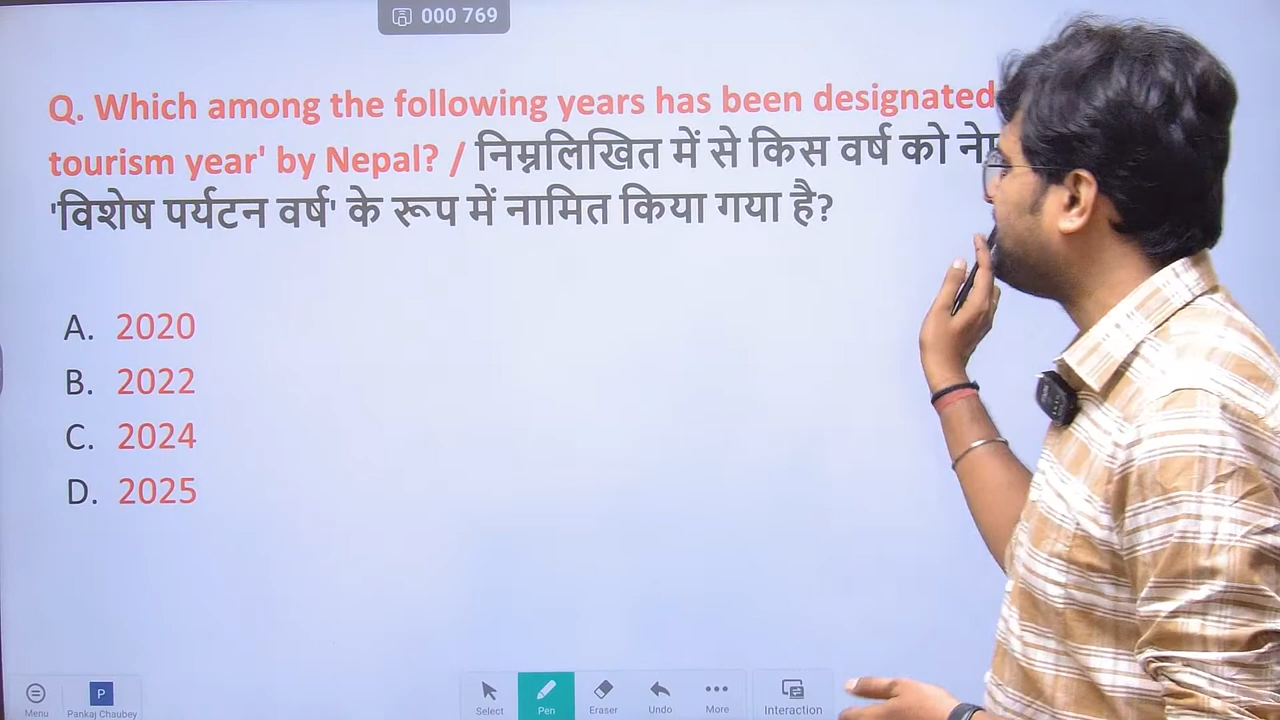 000 769
Q. Which among the following years has been designated
tourism year' by Nepal? / निम्नलिखित में से किस वर्ष को
'विशेष पर्यटन वर्ष' के रूप में नामित किया गया है?
A. 2020
B. 2022
C. 2024
D. 2025
Menu
P
Pankaj Chaubey
Select
Pen
Eraser
Undo
More
Interaction